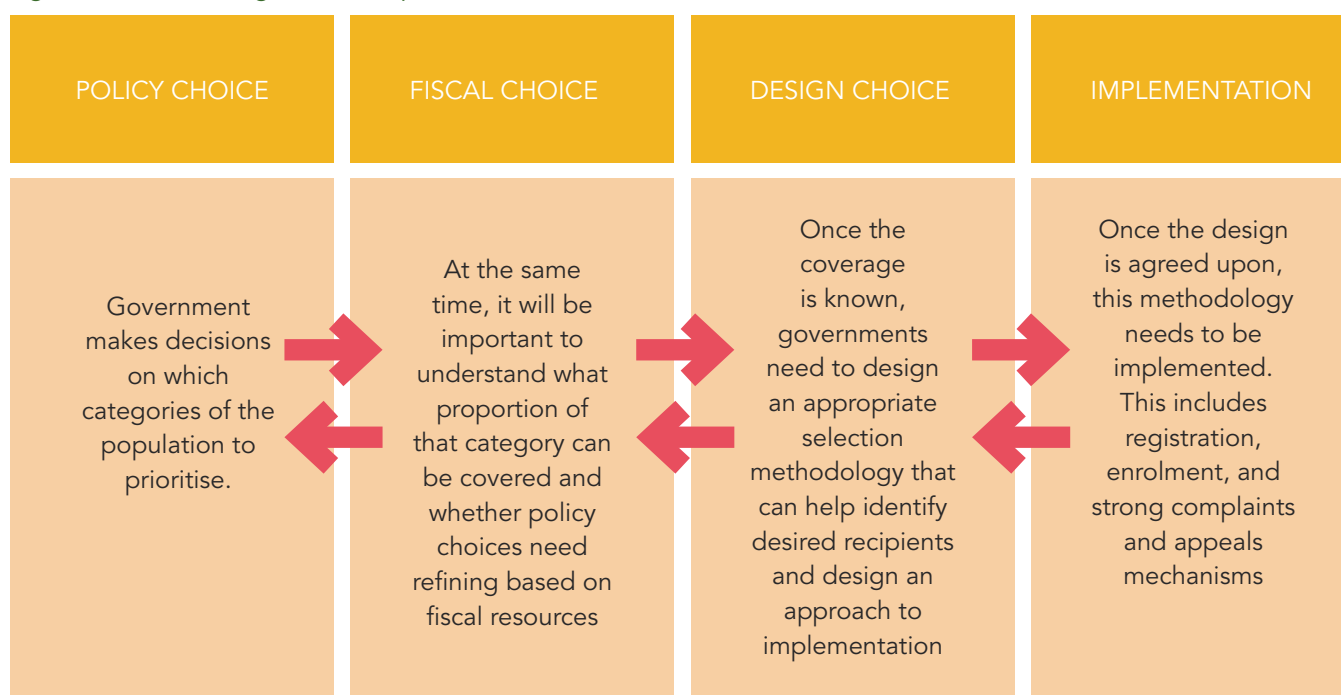 POLICY CHOICE
FISCAL CHOICE
DESIGN CHOICE
IMPLEMENTATION
Government
makes decisions
on which
categories of the
population to
prioritise.
At the same
time, it will be
important to
understand what
proportion of
that category can
be covered and
whether policy
choices need
refining based on
fiscal resources
Once the
coverage
is known,
governments
need to design
an appropriate
selection
methodology that
can help identify
desired recipients
and design an
approach to
implementation
Once the design
is agreed upon,
this methodology
needs to be
implemented.
This includes
registration,
enrolment, and
strong complaints
and appeals
mechanisms